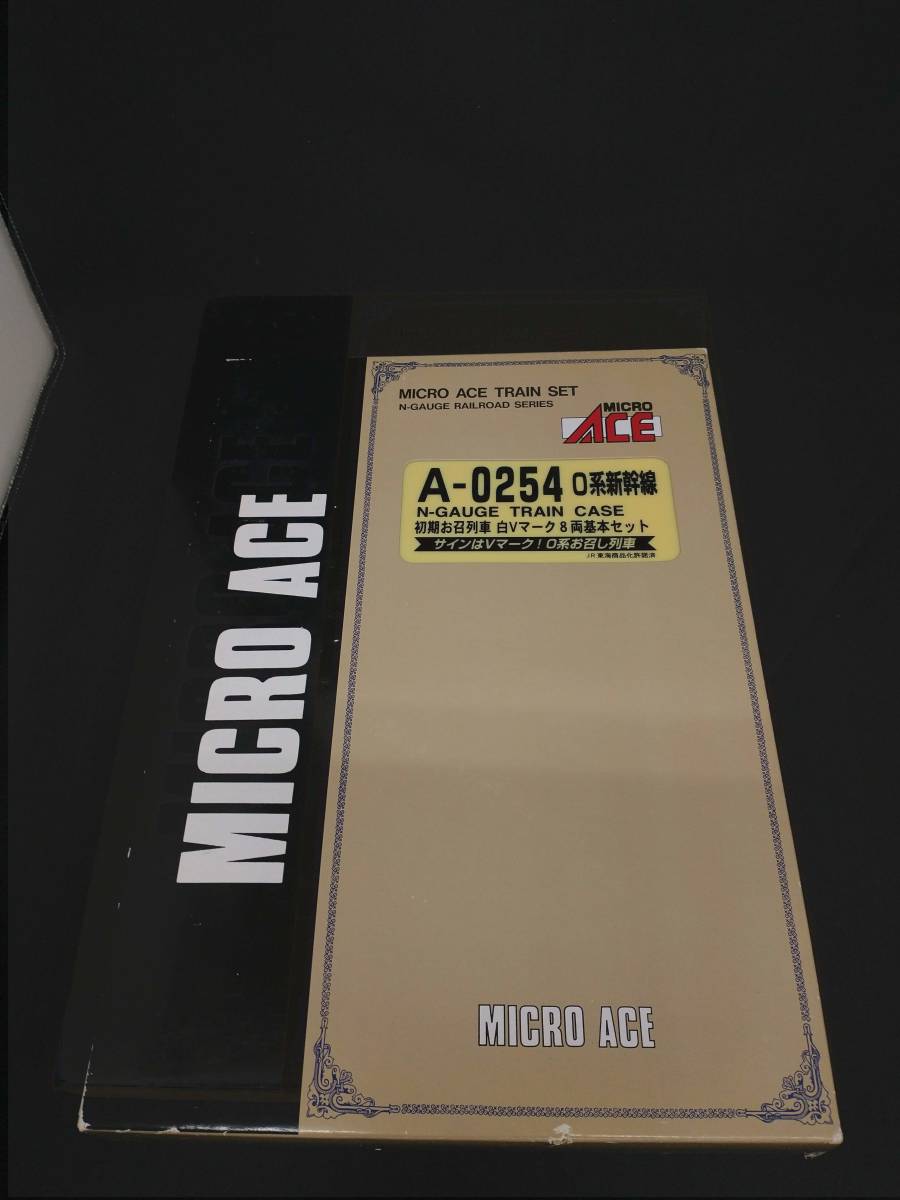 MICRO ACE
MICRO ACE TRAIN SET
N-GAUGE RAILROAD SERIES
MICRO
ACE
A-0254 0系新幹線
N-GAUGE TRAIN CASE
初期お召列車 白Vマーク 8両基本セット
サインはVマーク!0系お召し列車
JR東海商品化許諾済
MICRO ACE